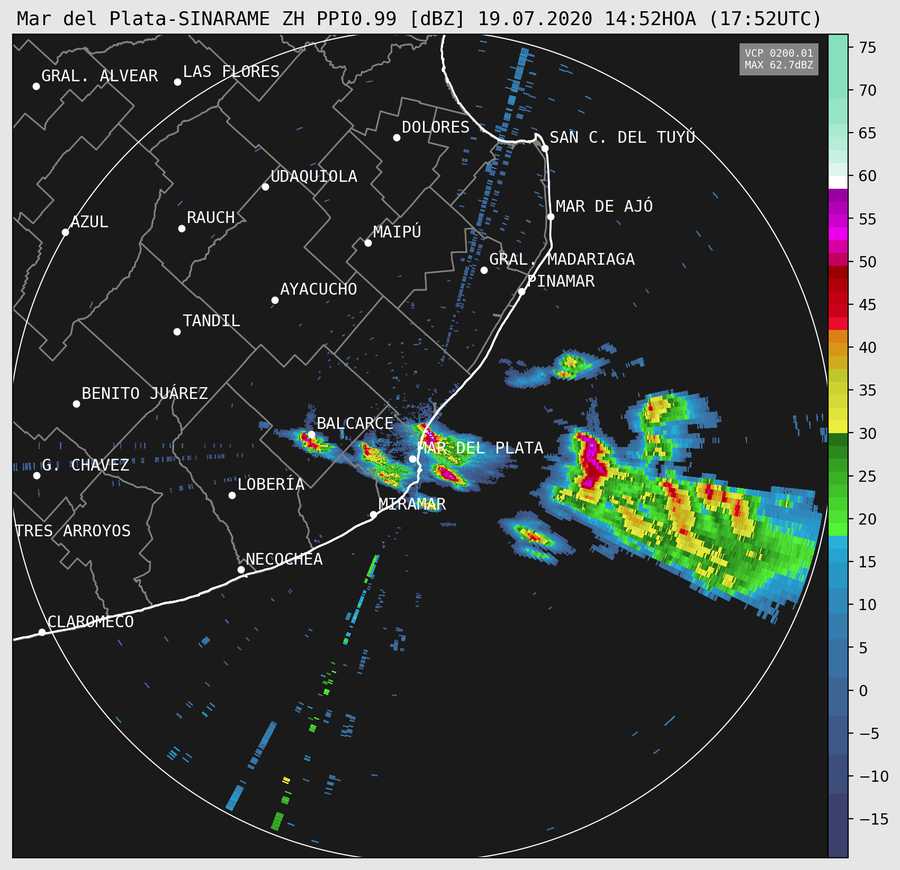 Mar del Plata-SINARAME ZH PPI0.99 [dBZ] 19.07.2020 14:52HOA (17:52UTC)
VCP 0200.01
MAX 62.7dBZ
GRAL. ALVEAR
LAS FLORES
DOLORES
SAN C. DEL TUYÚ
UDAQUIOLA
MAR DE AJÓ
RAUCH
AZUL
MAIPÚ
GRAL. MADARIAGA
PINAMAR
AYACUCHO
TANDIL
BENITO JUÁREZ
BALCARCE
MAR DEL PLATA
G. CHAVEZ
LOBERÍA
MIRAMAR
TRES ARROYOS
NECOCHEA
CLAROMECO
75
70
65
60
55
50
45
40
35
30
25
20
15
10
5
0
−5
−10
−15